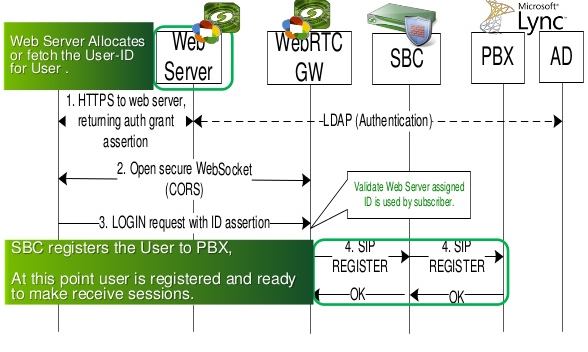 Microsoft®
Lync™
Web Server Allocates
or fetch the User-ID
for User .
Web
Server
WebRTC
GW
SBC
PBX
AD
1. HTTPS to web server,
returning auth grant
assertion
LDAP (Authentication)
2. Open secure WebSocket
(CORS)
Validate Web Server assigned
ID is used by subscriber.
3. LOGIN request with ID assertion
SBC registers the User to PBX,
At this point user is registered and ready
to make receive sessions.
4. SIP
REGISTER
4. SIP
REGISTER
OK
OK